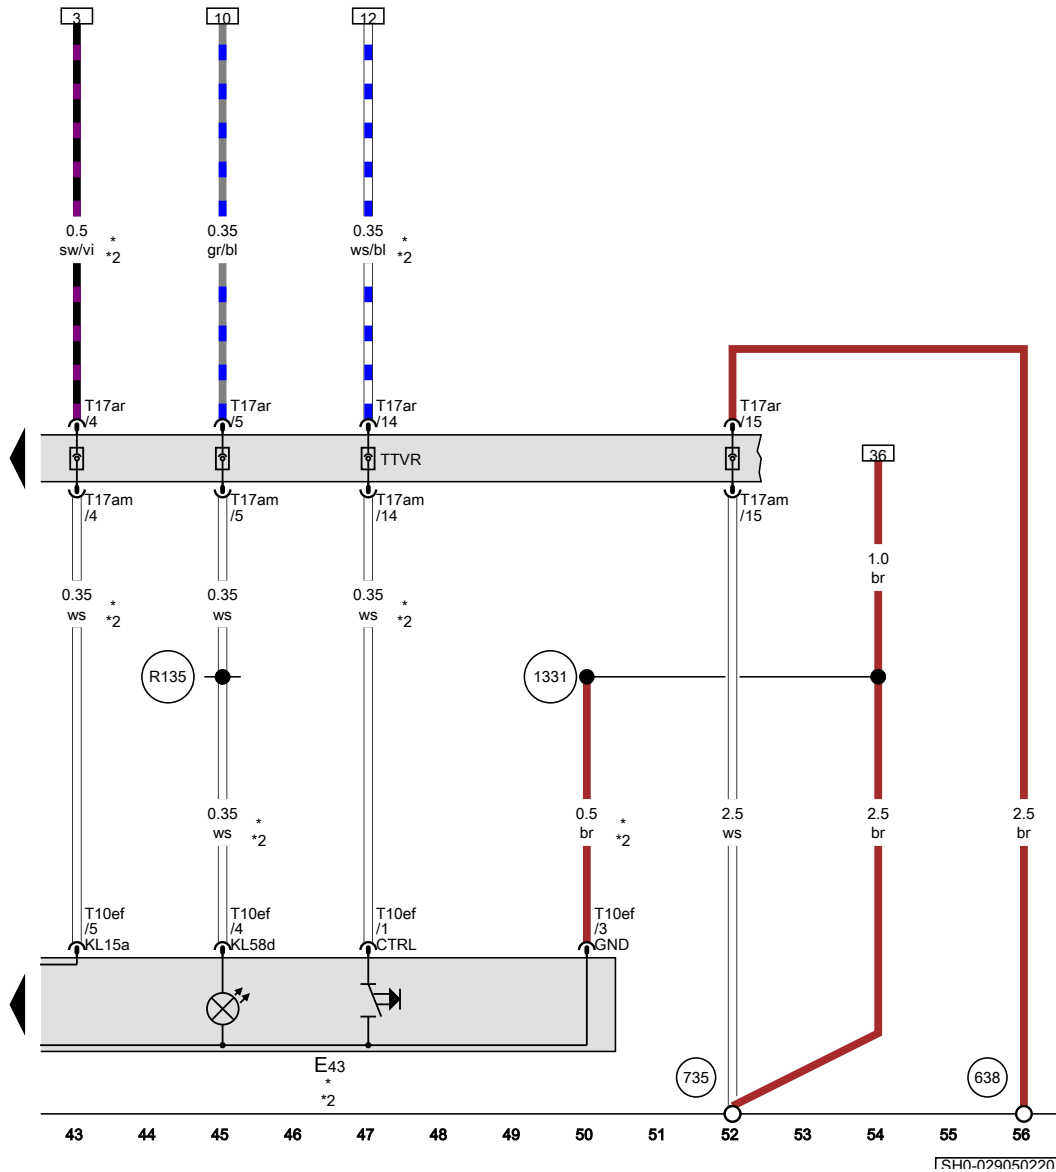 3 10 12
0.5 0.35 0.35
sw/vi * gr/bl ws/bl *
*2 *2
T17ar T17ar T17ar T17ar
/4 /5 /14 /15
TTVR 36
T17am T17am T17am T17am
/4 /5 /14 /15
1.0
br
0.35 0.35 0.35
ws * ws ws *
*2 *2
R135 1331
0.35 0.5 2.5 2.5 2.5
ws * br * ws br br
*2 *2
T10ef T10ef T10ef T10ef
/5 /4 /1 /3
KL15a KL58d CTRL GND
E43
*
*2
735 638
43 44 45 46 47 48 49 50 51 52 53 54 55 56
SH0-029050220